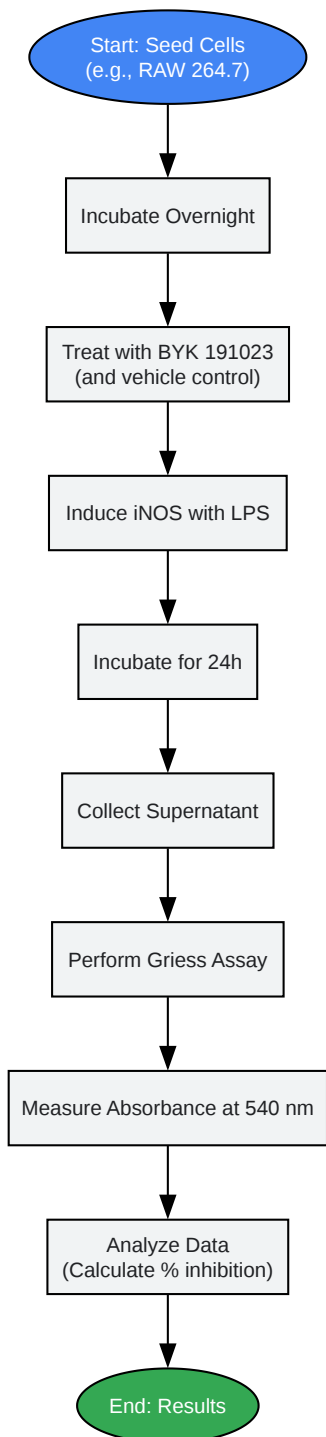 Start: Seed Cells
(e.g., RAW 264.7)
Incubate Overnight
Treat with BYK 191023
(and vehicle control)
Induce iNOS with LPS
Incubate for 24h
Collect Supernatant
Perform Griess Assay
Measure Absorbance at 540 nm
Analyze Data
(Calculate % inhibition)
End: Results